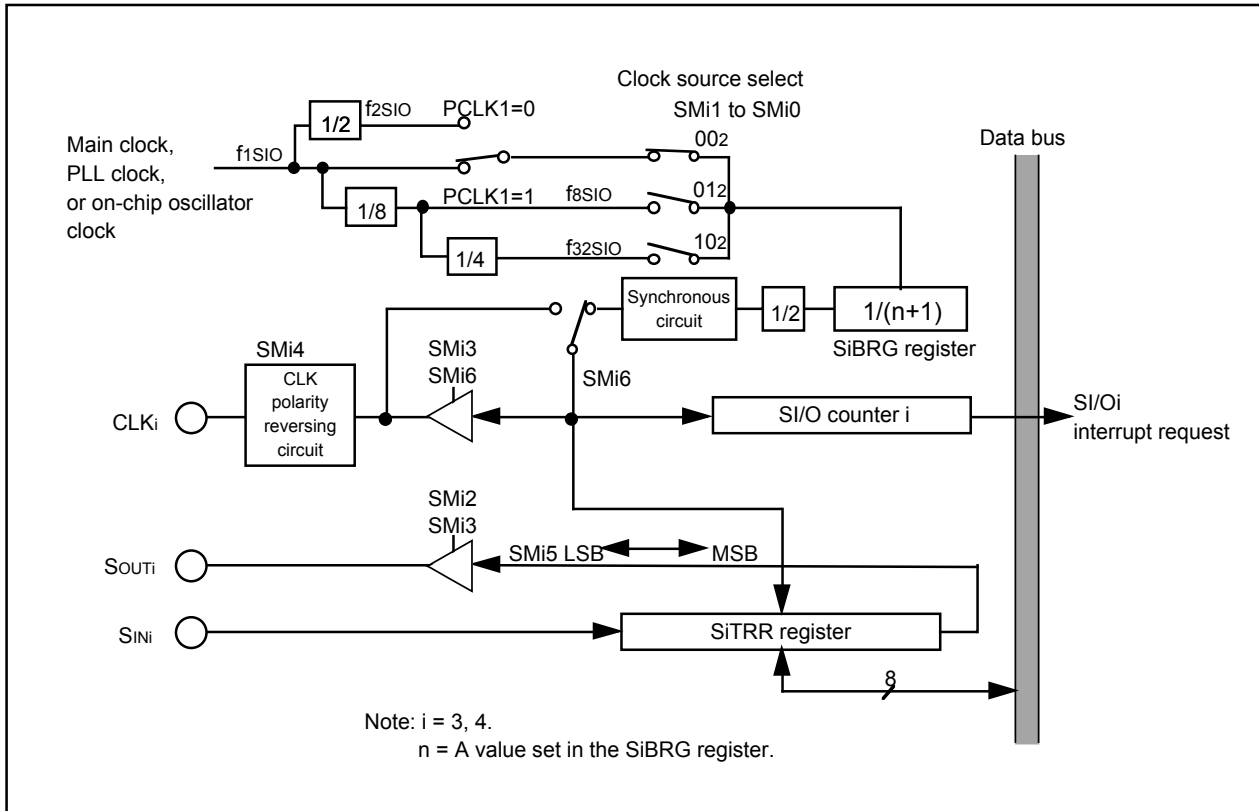 Clock source select
SMi1 to SMi0
1/2
f2SIO
PCLK1=0
Main clock,
PLL clock,
or on-chip oscillator
clock
f1SIO
002
Data bus
1/8
PCLK1=1
f8SIO
012
1/4
f32SIO
102
Synchronous
circuit
1/2
1/(n+1)
SiBRG register
SMi4
SMi3
SMi6
SMi6
CLKi
CLK
polarity
reversing
circuit
SI/O counter i
SI/Oi
interrupt request
SMi2
SMi3
SOUTi
SMi5 LSB
MSB
SINi
SiTRR register
8
Note: i = 3, 4.
n = A value set in the SiBRG register.